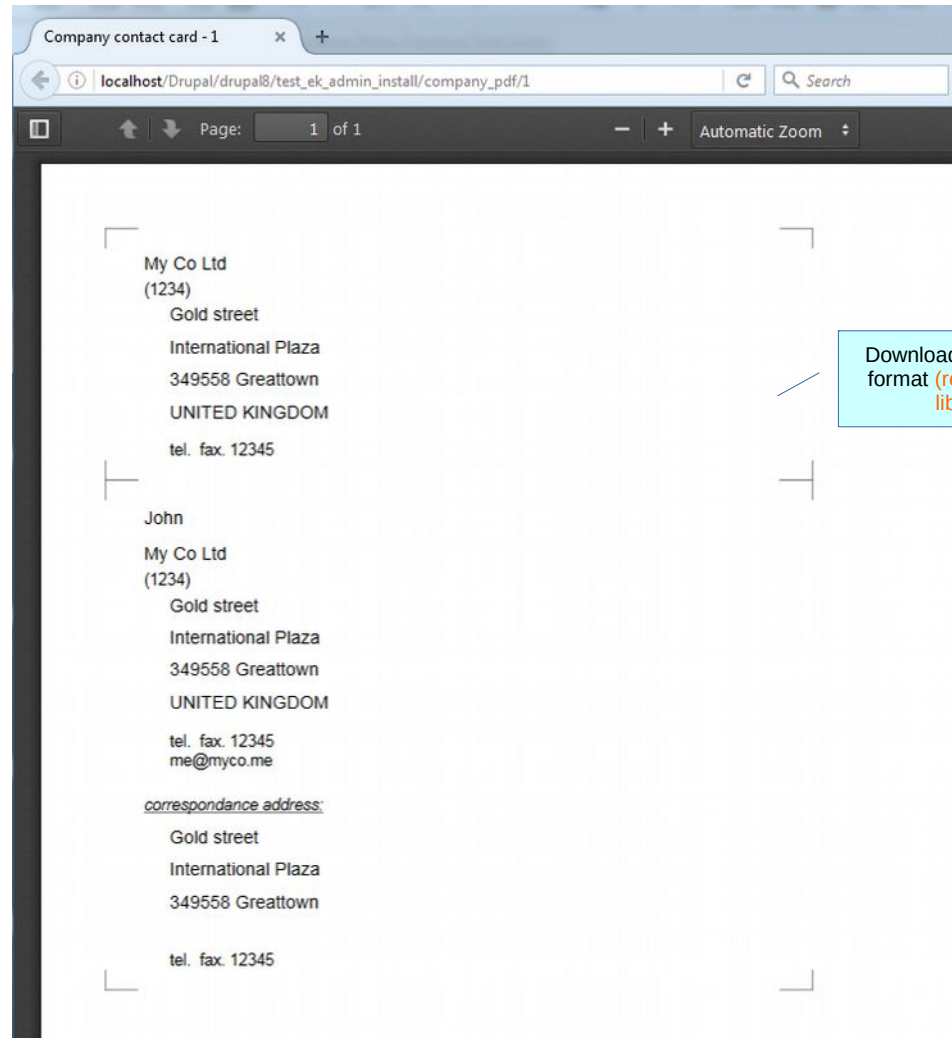 Company contact card - 1
localhost/Drupal/drupal8/test_ek_admin_install/company_pdf/1
Search
Page: 1 of 1
Automatic Zoom
My Co Ltd
(1234)
Gold street
International Plaza
349558 Greattown
UNITED KINGDOM
tel. fax. 12345
format
John
My Co Ltd
(1234)
Gold street
International Plaza
349558 Greattown
UNITED KINGDOM
tel. fax. 12345
me@myco.me
correspondance address:
Gold street
International Plaza
349558 Greattown
tel. fax. 12345